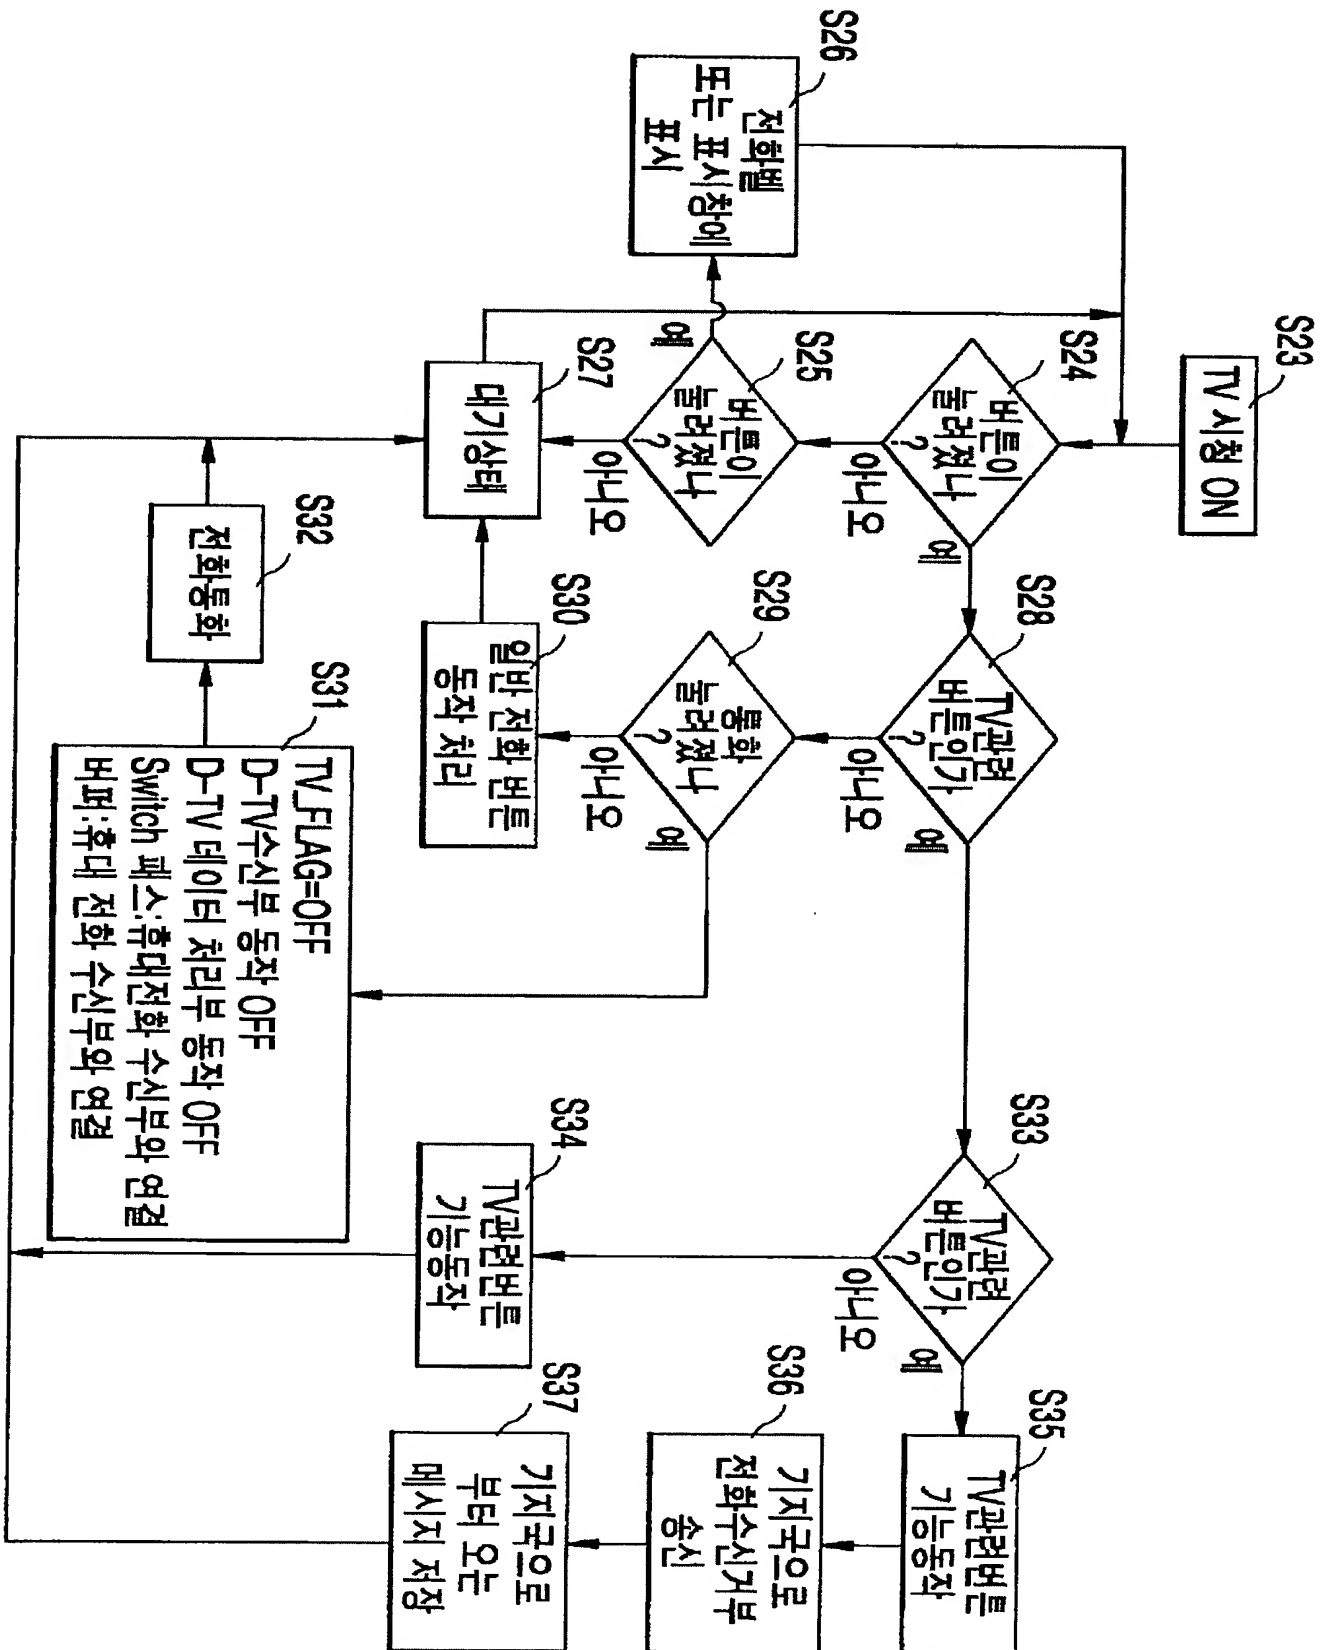 S23
TV 시청 ON
S24
버튼이
눌러졌나
?
예
아니오
S25
버튼이
눌러졌나
?
예
아니오
S26
전화벨
또는 표시창에
표시
S27
대기상태
S28
TV관련
버튼인가
?
예
아니오
S29
통화
눌러졌니
?
예
아니오
S30
일반 전화 버튼
동작 처리
S31
TV_FLAG=OFF
D-TV수신부 동작 OFF
D-TV 데이터 처리부 동작 OFF
Switch 패스:휴대전화 수신부와 연결
버퍼:휴대 전화 수신부와 연결
S32
전화통화
S33
TV관련
버튼인가
?
예
아니오
S34
TV관련버튼
기능동작
S35
TV관련버튼
기능동작
S36
기지국으로
전화수신거부
송신
S37
기지국으로
부터 오는
메시지 저장